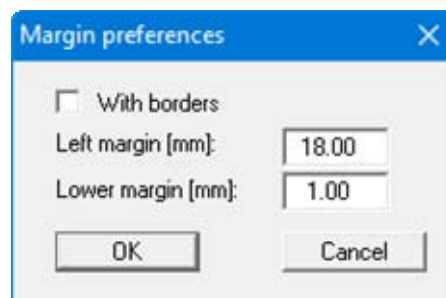 Margin preferences
With borders
Left margin [mm]: 18.00
Lower margin [mm]: 1.00
OK Cancel